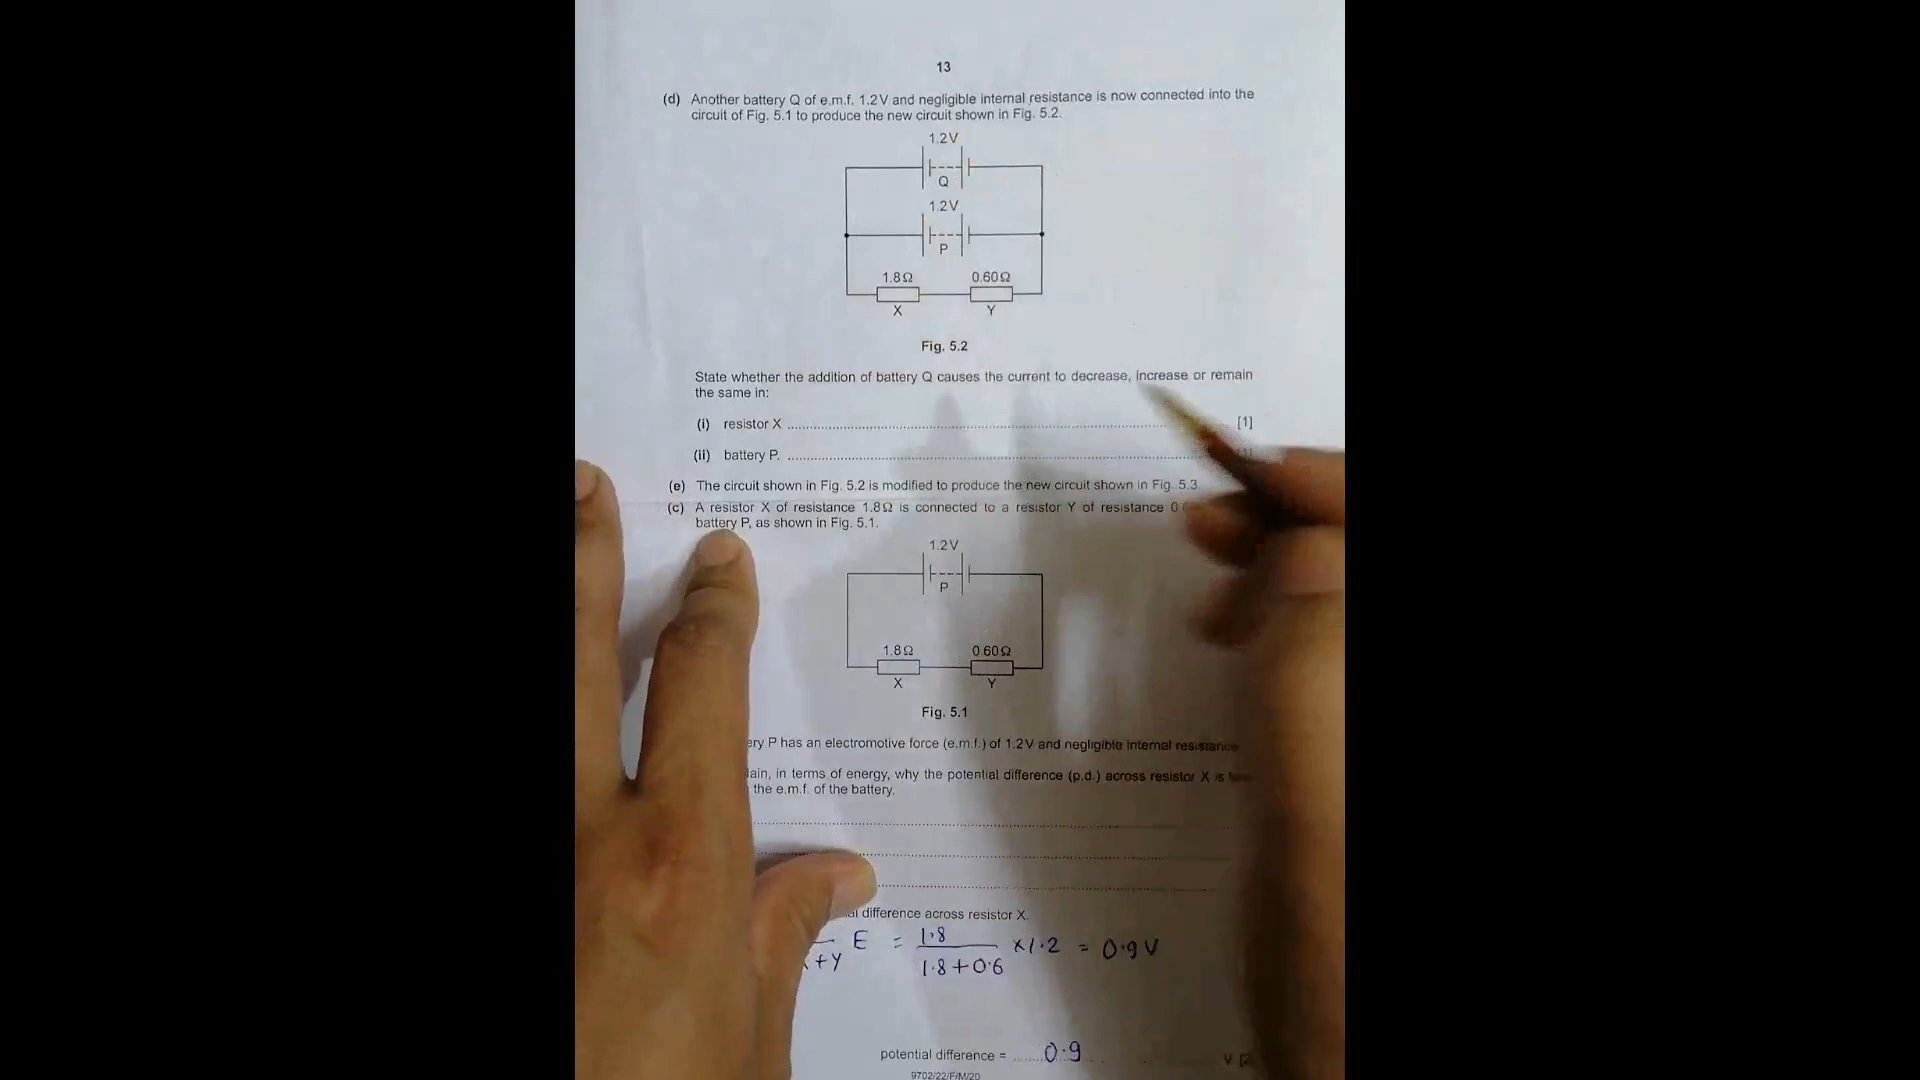 13
(d) Another battery Q of e.m.f. 1.2V and negligible internal resistance is now connected into the
circuit of Fig. 5.1 to produce the new circuit shown in Fig. 5.2.
1.2V
Q
1.2V
P
1.8Ω 0.60Ω
X Y
Fig. 5.2
State whether the addition of battery Q causes the current to decrease, increase or remain
the same in:
(i) resistor X [1]
(ii) battery P.
(e) The circuit shown in Fig. 5.2 is modified to produce the new circuit shown in Fig. 5.3.
(c) A resistor X of resistance 1.8Ω is connected to a resistor Y of resistance 0
battery P, as shown in Fig. 5.1.
1.2V
P
1.8Ω 0.60Ω
X Y
Fig. 5.1
ery P has an electromotive force (e.m.f.) of 1.2V and negligible internal resistance
lain, in terms of energy, why the potential difference (p.d.) across resistor X is
the e.m.f. of the battery.
al difference across resistor X.
+y E = 1.8 / 1.8+0.6 ×1.2 = 0.9V
potential difference = 0.9 V
9702/22/F/M/20